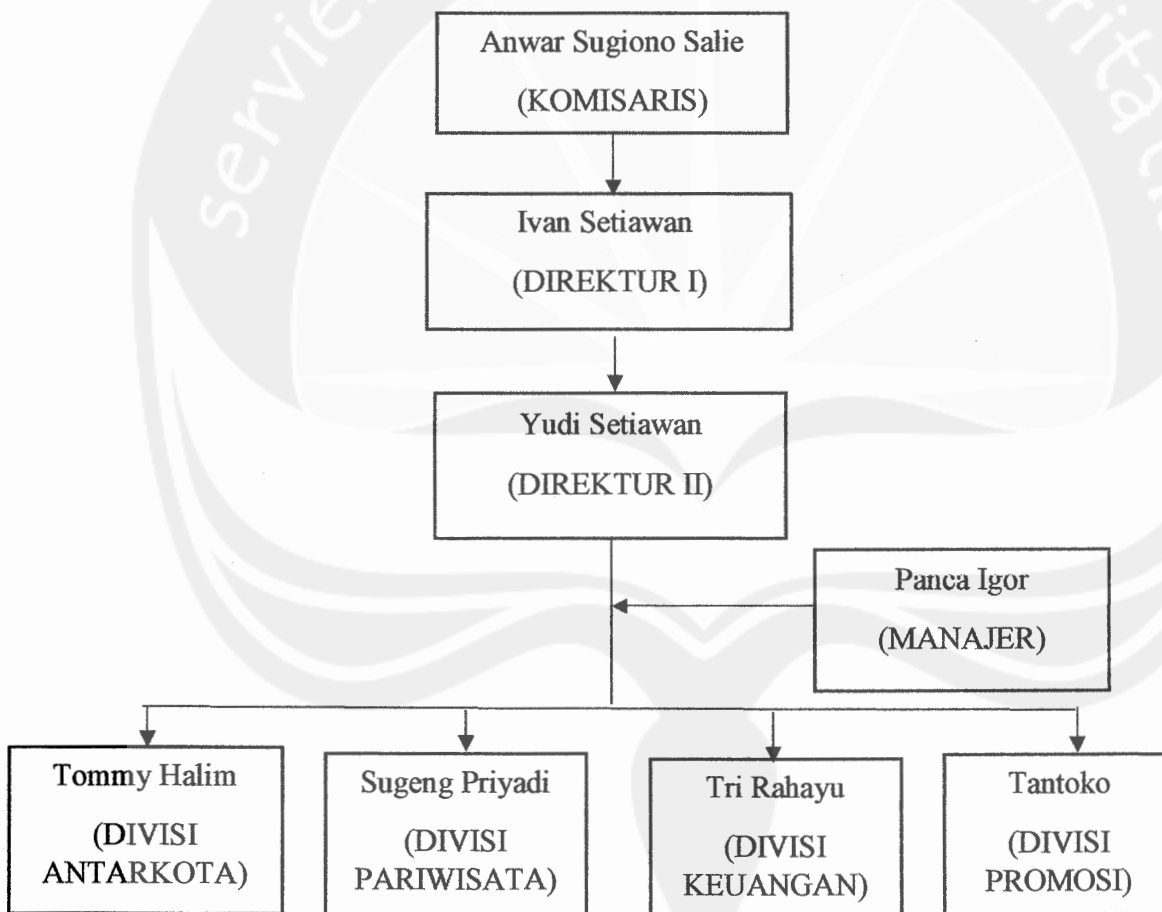 Anwar Sugiono Salie
(KOMISARIS)
Ivan Setiawan
(DIREKTUR I)
Yudi Setiawan
(DIREKTUR II)
Panca Igor
(MANAJER)
Tommy Halim
(DIVISI
ANTARKOTA)
Sugeng Priyadi
(DIVISI
PARIWISATA)
Tri Rahayu
(DIVISI
KEUANGAN)
Tantoko
(DIVISI
PROMOSI)